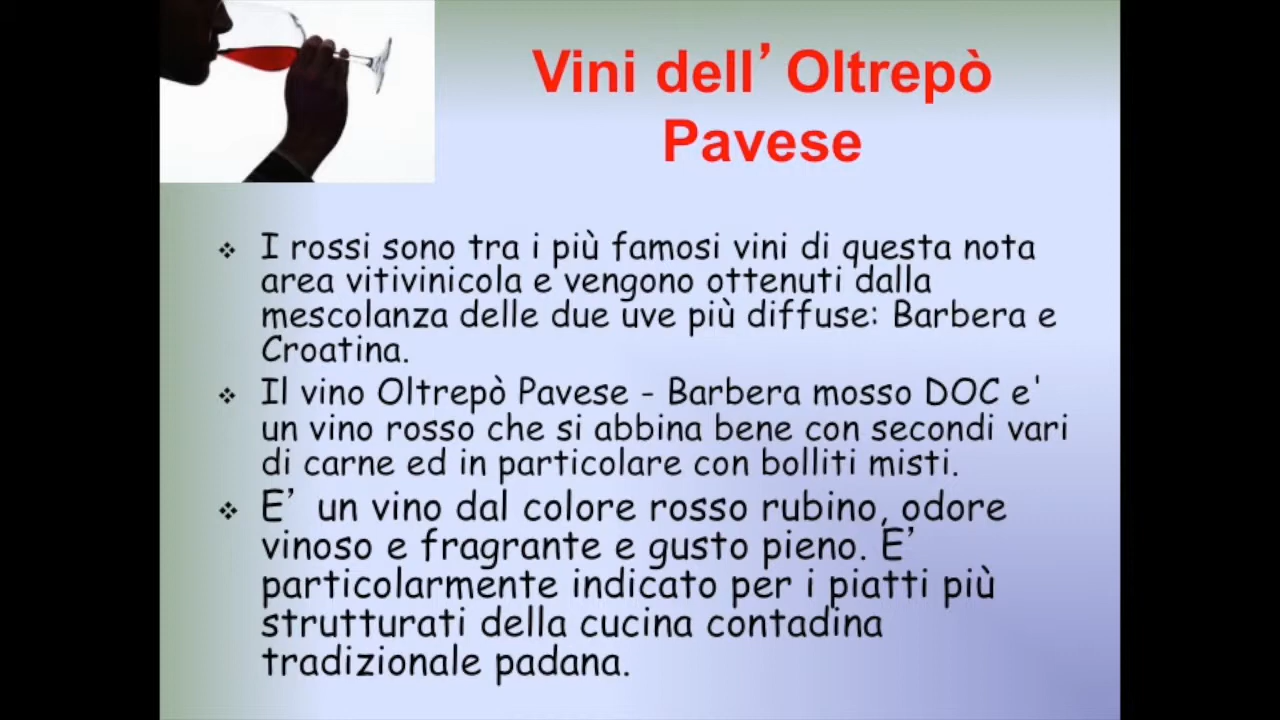 Vini dell’Oltrepò
Pavese
❖ I rossi sono tra i più famosi vini di questa nota
area vitivinicola e vengono ottenuti dalla
mescolanza delle due uve più diffuse: Barbera e
Croatina.
❖ Il vino Oltrepò Pavese - Barbera mosso DOC e'
un vino rosso che si abbina bene con secondi vari
di carne ed in particolare con bolliti misti.
❖ E’ un vino dal colore rosso rubino, odore
vinoso e fragrante e gusto pieno. E’
particolarmente indicato per i piatti più
strutturati della cucina contadina
tradizionale padana.